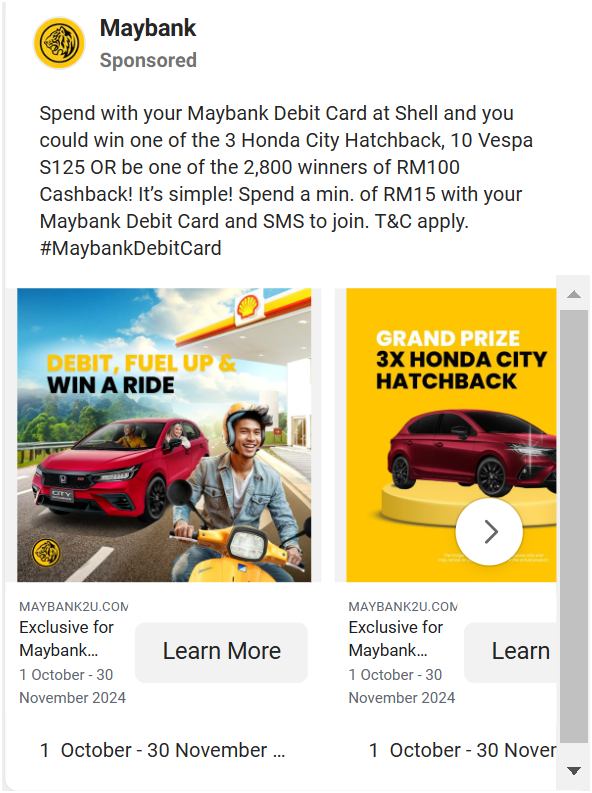 Maybank
Sponsored
Spend with your Maybank Debit Card at Shell and you
could win one of the 3 Honda City Hatchback, 10 Vespa
S125 OR be one of the 2,800 winners of RM100
Cashback! It’s simple! Spend a min. of RM15 with your
Maybank Debit Card and SMS to join. T&C apply.
#MaybankDebitCard
DEBIT, FUEL UP &
WIN A RIDE
CITY
GRAND PRIZE
3X HONDA CITY
HATCHBACK
MAYBANK2U.COM
Exclusive for
Maybank…
1 October - 30
November 2024
Learn More
MAYBANK2U.COM
Exclusive for
Maybank…
1 October - 30
November 2024
Learn
1 October - 30 November ...
1 October - 30 Nover